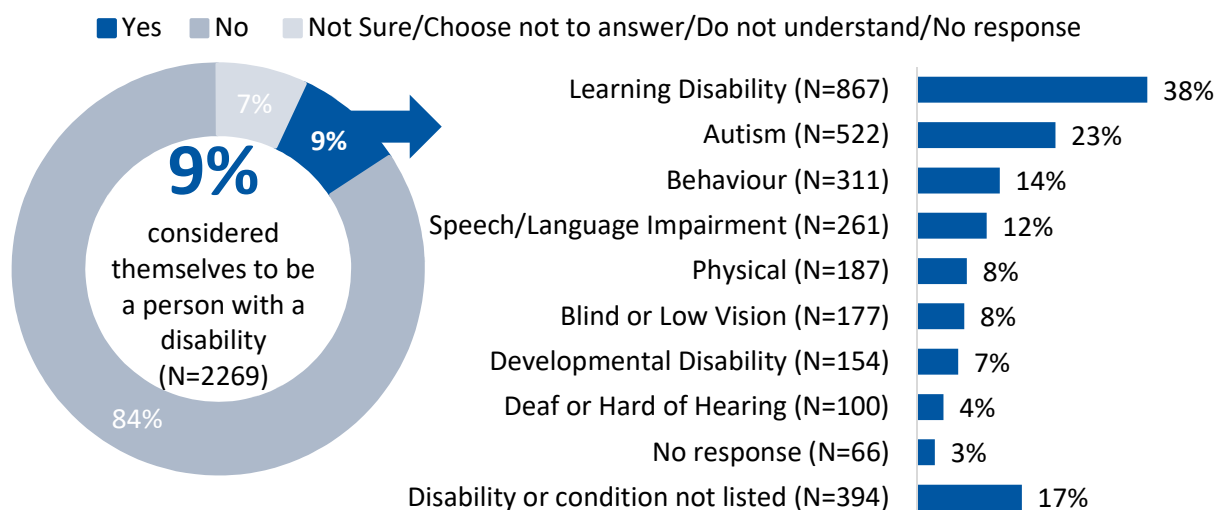 Yes No Not Sure/Choose not to answer/Do not understand/No response
7%
9%
84%
9%
considered
themselves to be
a person with a
disability
(N=2269)
Learning Disability (N=867) 38%
Autism (N=522) 23%
Behaviour (N=311) 14%
Speech/Language Impairment (N=261) 12%
Physical (N=187) 8%
Blind or Low Vision (N=177) 8%
Developmental Disability (N=154) 7%
Deaf or Hard of Hearing (N=100) 4%
No response (N=66) 3%
Disability or condition not listed (N=394) 17%